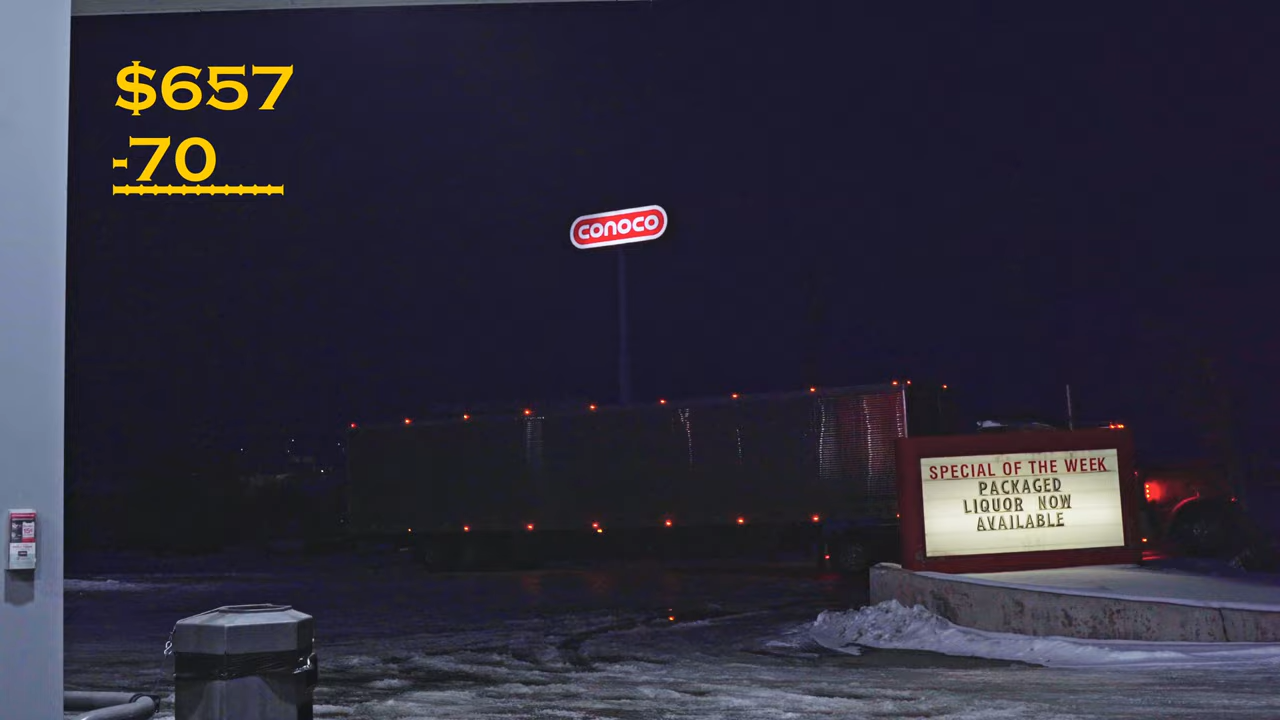 $657
-70
conoco
SPECIAL OF THE WEEK
PACKAGED
LIQUOR NOW
AVAILABLE